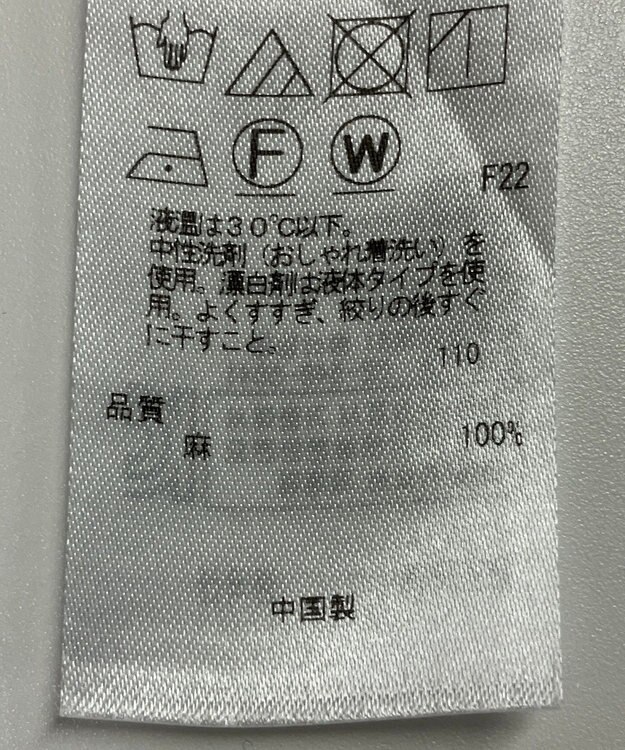 F W
F22
液温は30℃以下。
中性洗剤（おしゃれ着洗い）を
使用。漂白剤は液体タイプを使
用。よくすすぎ、絞りの後すぐ
に干すこと。
110
品質
麻 100%
中国製